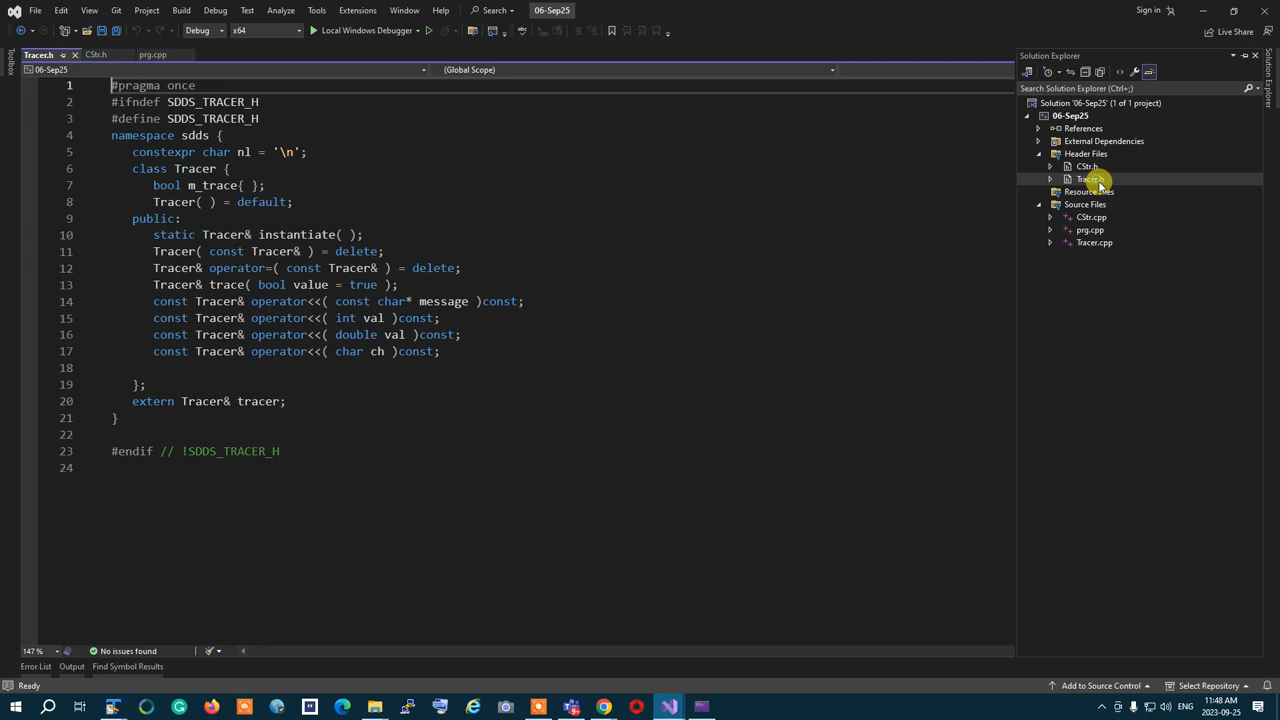 File Edit View Git Project Build Debug Test Analyze Tools Extensions Window Help Search 06-Sep25 Sign in
Debug x64 Local Windows Debugger Live Share
Toolbox
Tracer.h CStr.h prg.cpp
06-Sep25 (Global Scope)
1 #pragma once
2 #ifndef SDDS_TRACER_H
3 #define SDDS_TRACER_H
4 namespace sdds {
5 constexpr char nl = '\n';
6 class Tracer {
7 bool m_trace{ };
8 Tracer( ) = default;
9 public:
10 static Tracer& instantiate( );
11 Tracer( const Tracer& ) = delete;
12 Tracer& operator=( const Tracer& ) = delete;
13 Tracer& trace( bool value = true );
14 const Tracer& operator<<( const char* message )const;
15 const Tracer& operator<<( int val )const;
16 const Tracer& operator<<( double val )const;
17 const Tracer& operator<<( char ch )const;
18
19 };
20 extern Tracer& tracer;
21 }
22
23 #endif // !SDDS_TRACER_H
24
147 % No issues found
Solution Explorer
Search Solution Explorer (Ctrl+;)
Solution '06-Sep25' (1 of 1 project)
06-Sep25
References
External Dependencies
Header Files
CStr.h
Tracer.h
Resource Files
Source Files
CStr.cpp
prg.cpp
Tracer.cpp
Solution Explorer
Property Manager
Error List Output Find Symbol Results
Ready Add to Source Control Select Repository
ENG 11:48 AM
2023-09-25